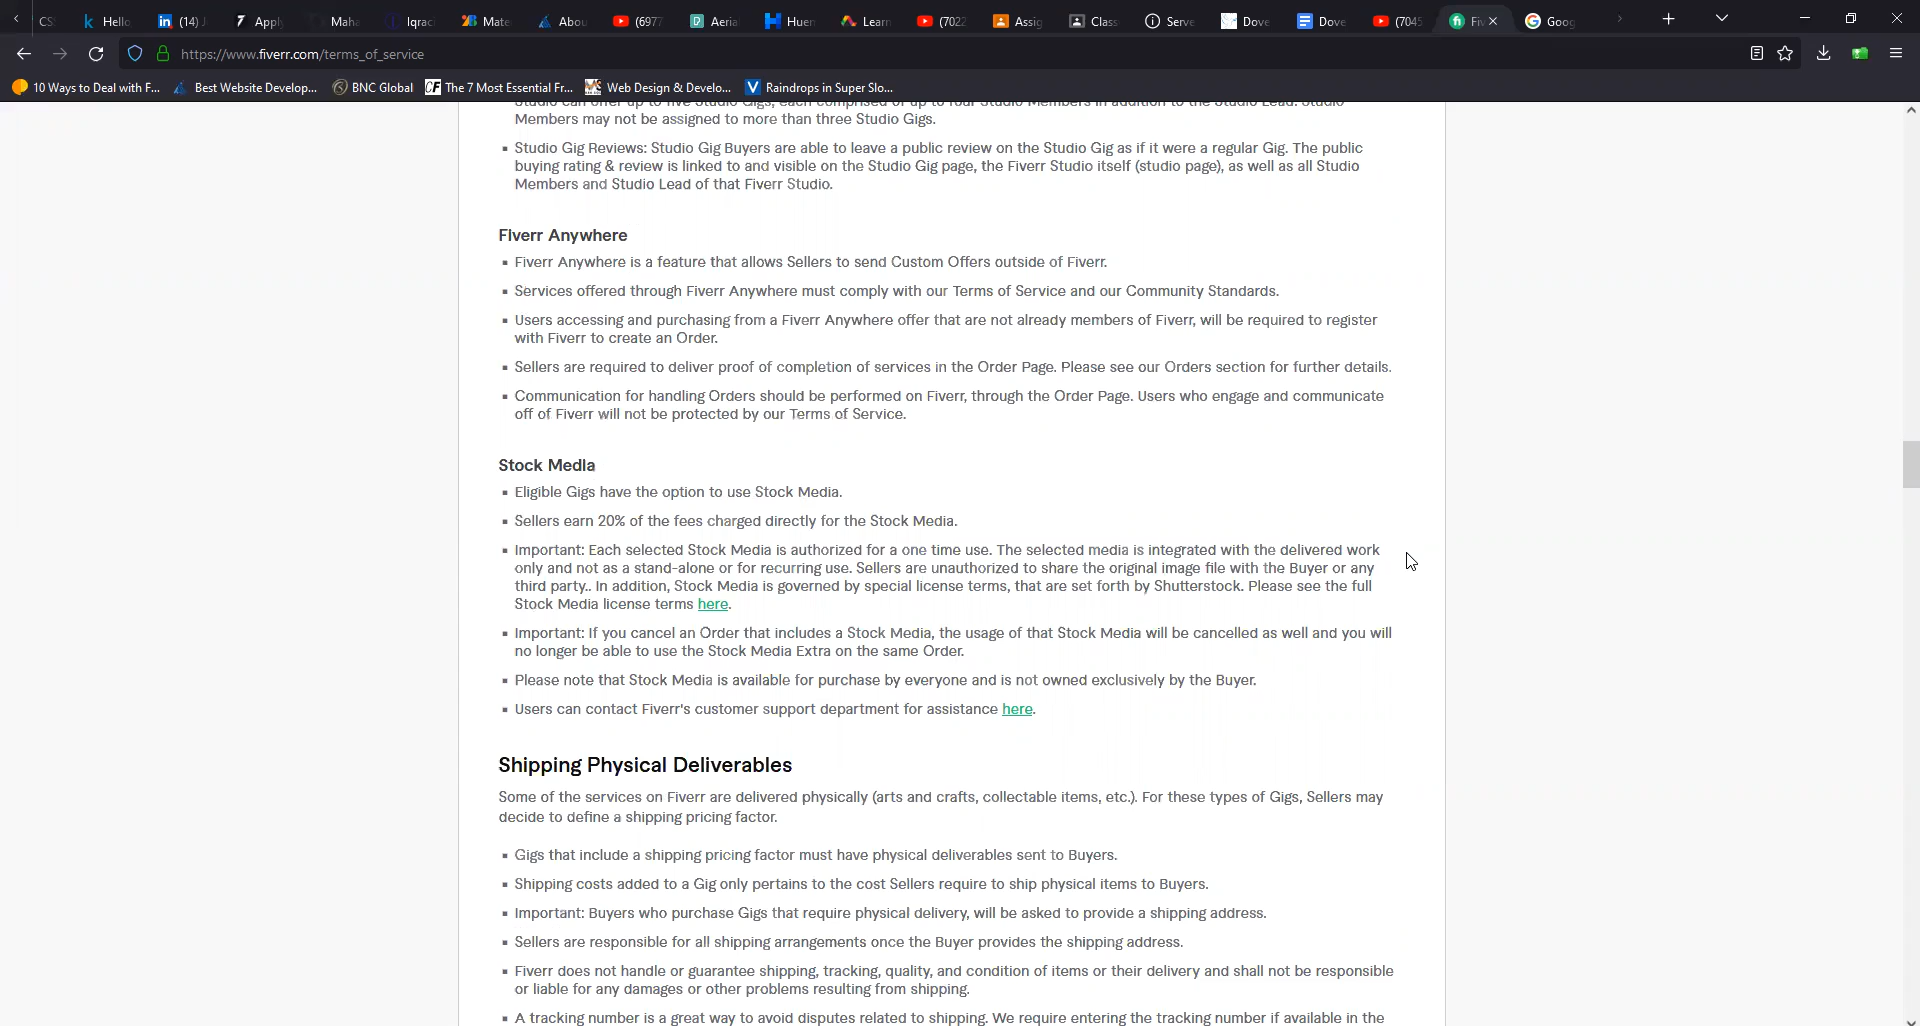 CS
Hello
(14)
Apply
Maha
Iqrac
Mate
Abou
(6977
Aeria
Huem
Learn
(7022
Assig
Class
Serve
Dove
Dove
(7045
Fiv
Goog
https://www.fiverr.com/terms_of_service
10 Ways to Deal with F... Best Website Develop... BNC Global The 7 Most Essential Fr... Web Design & Develo... Raindrops in Super Slo...
Studio can offer up to five Studio Gigs, each comprised of up to four Studio Members in addition to the Studio Lead. Studio
Members may not be assigned to more than three Studio Gigs.
▪ Studio Gig Reviews: Studio Gig Buyers are able to leave a public review on the Studio Gig as if it were a regular Gig. The public
buying rating & review is linked to and visible on the Studio Gig page, the Fiverr Studio itself (studio page), as well as all Studio
Members and Studio Lead of that Fiverr Studio.
Fiverr Anywhere
▪ Fiverr Anywhere is a feature that allows Sellers to send Custom Offers outside of Fiverr.
▪ Services offered through Fiverr Anywhere must comply with our Terms of Service and our Community Standards.
▪ Users accessing and purchasing from a Fiverr Anywhere offer that are not already members of Fiverr, will be required to register
with Fiverr to create an Order.
▪ Sellers are required to deliver proof of completion of services in the Order Page. Please see our Orders section for further details.
▪ Communication for handling Orders should be performed on Fiverr, through the Order Page. Users who engage and communicate
off of Fiverr will not be protected by our Terms of Service.
Stock Media
▪ Eligible Gigs have the option to use Stock Media.
▪ Sellers earn 20% of the fees charged directly for the Stock Media.
▪ Important: Each selected Stock Media is authorized for a one time use. The selected media is integrated with the delivered work
only and not as a stand-alone or for recurring use. Sellers are unauthorized to share the original image file with the Buyer or any
third party.. In addition, Stock Media is governed by special license terms, that are set forth by Shutterstock. Please see the full
Stock Media license terms here.
▪ Important: If you cancel an Order that includes a Stock Media, the usage of that Stock Media will be cancelled as well and you will
no longer be able to use the Stock Media Extra on the same Order.
▪ Please note that Stock Media is available for purchase by everyone and is not owned exclusively by the Buyer.
▪ Users can contact Fiverr's customer support department for assistance here.
Shipping Physical Deliverables
Some of the services on Fiverr are delivered physically (arts and crafts, collectable items, etc.). For these types of Gigs, Sellers may
decide to define a shipping pricing factor.
▪ Gigs that include a shipping pricing factor must have physical deliverables sent to Buyers.
▪ Shipping costs added to a Gig only pertains to the cost Sellers require to ship physical items to Buyers.
▪ Important: Buyers who purchase Gigs that require physical delivery, will be asked to provide a shipping address.
▪ Sellers are responsible for all shipping arrangements once the Buyer provides the shipping address.
▪ Fiverr does not handle or guarantee shipping, tracking, quality, and condition of items or their delivery and shall not be responsible
or liable for any damages or other problems resulting from shipping.
▪ A tracking number is a great way to avoid disputes related to shipping. We require entering the tracking number if available in the